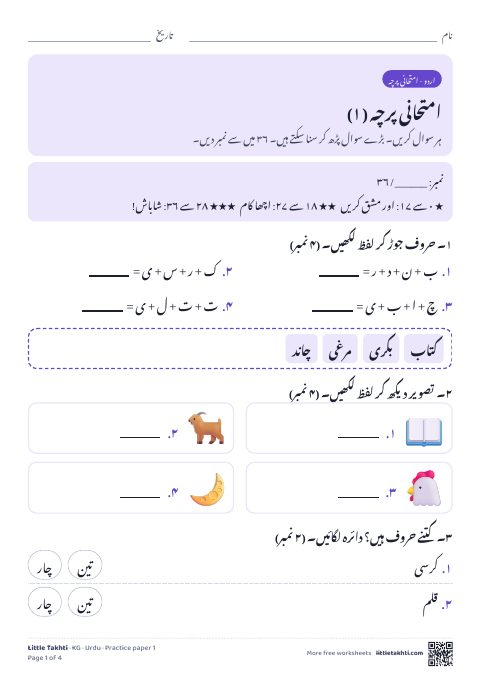 نام ____________ تاریخ ____________
اردو · امتحانی پرچہ
امتحانی پرچہ (۱)
ہر سوال کریں۔ بڑے سوال پڑھ کر سنا سکتے ہیں۔ ۳۶ میں سے نمبر دیں۔
نمبر: ______ / ۳۶
★ ۰ سے ۱۷: اور مشق کریں ★★ ۱۸ سے ۲۷: اچھا کام ★★★ ۲۸ سے ۳۶: شاباش!
۱۔ حروف جوڑ کر لفظ لکھیں۔ (۴ نمبر)
۱. ب + ن + د + ر = ______
۲. ک + ر + س + ی = ______
۳. چ + ا + ب + ی = ______
۴. ت + ت + ل + ی = ______
کتاب بکری مرغی چاند
۲۔ تصویر دیکھ کر لفظ لکھیں۔ (۴ نمبر)
۱. ______
۲. ______
۳. ______
۴. ______
۳۔ کتنے حروف ہیں؟ دائرہ لگائیں۔ (۲ نمبر)
۱. کرسی تین چار
۲. قلم تین چار
Little Takhti · KG · Urdu · Practice paper 1
Page 1 of 4
More free worksheets littletakhti.com